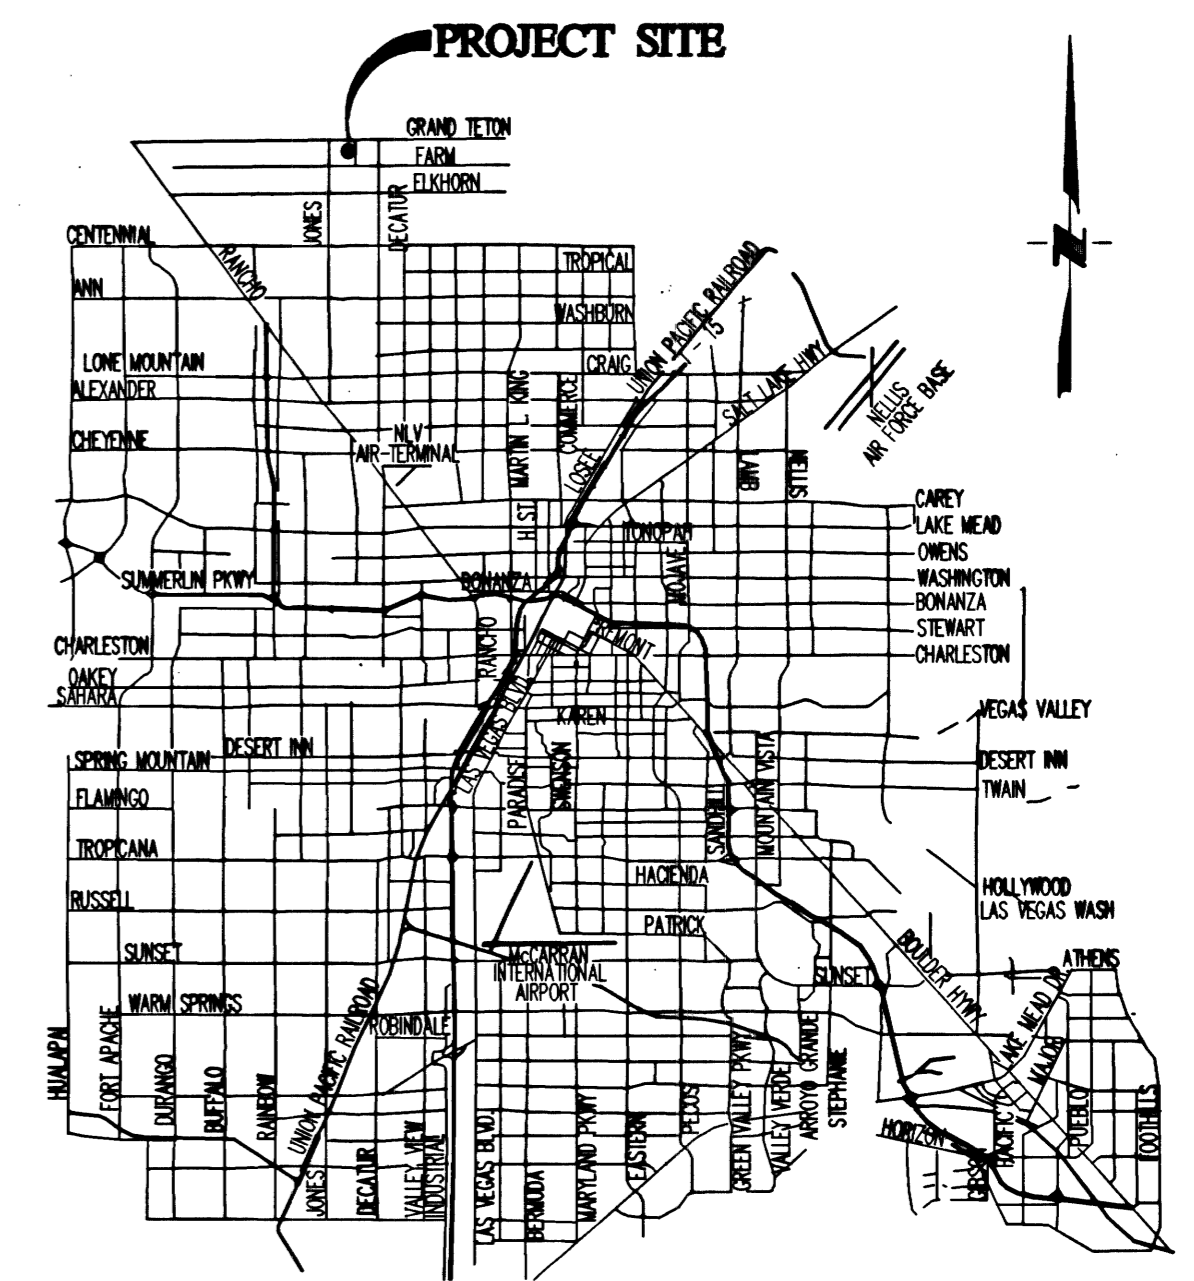 PROJECT SITE
GRAND TETON
FARM
ELKHORN
JONES
DECATUR
CENTENNIAL
RANCHO
TROPICAL
ANN
WASHBURN
UNION PACIFIC RAILROAD
I - 15
N
LONE MOUNTAIN
CRAIG
ALEXANDER
MARTIN L. KING
COMMERCE
SALT LAKE HWY
NELLIS
AIR FORCE BASE
CHEYENNE
NLV
AIR-TERMINAL
LOSEE
LAMB
NELLIS
CAREY
H ST.
TONOPAH
LAKE MEAD
OWENS
MOJAVE
SUMMERLIN PKWY
BONANZA
WASHINGTON
BONANZA
STEWART
CHARLESTON
RANCHO
FREMONT
CHARLESTON
OAKEY
SAHARA
LAS VEGAS BLVD.
KAREN
VEGAS VALLEY
DESERT INN
SPRING MOUNTAIN
PARADISE
SWENSON
MOUNTAIN VISTA
DESERT INN
FLAMINGO
SANDHILL
TWAIN
TROPICANA
HACIENDA
RUSSELL
PATRICK
HOLLYWOOD
LAS VEGAS WASH
SUNSET
McCARRAN
INTERNATIONAL
AIRPORT
SUNSET
BOULDER HYWY
ATHENS
WARM SPRINGS
UNION PACIFIC RAILROAD
ROBINDALE
LAKE MEAD DR
MAJOR
HUALAPAI
FORT APACHE
DURANGO
BUFFALO
RAINBOW
JONES
DECATUR
VALLEY VIEW
INDUSTRIAL
LAS VEGAS BLVD.
BERMUDA
MARYLAND PKWY
EASTERN
PECOS
GREEN VALLEY PKWY
VALLEY VERDE
ARROYO GRANDE
STEPHANIE
HORIZON
GIBSON
PACIFIC
PUEBLO
FOOTHILLS